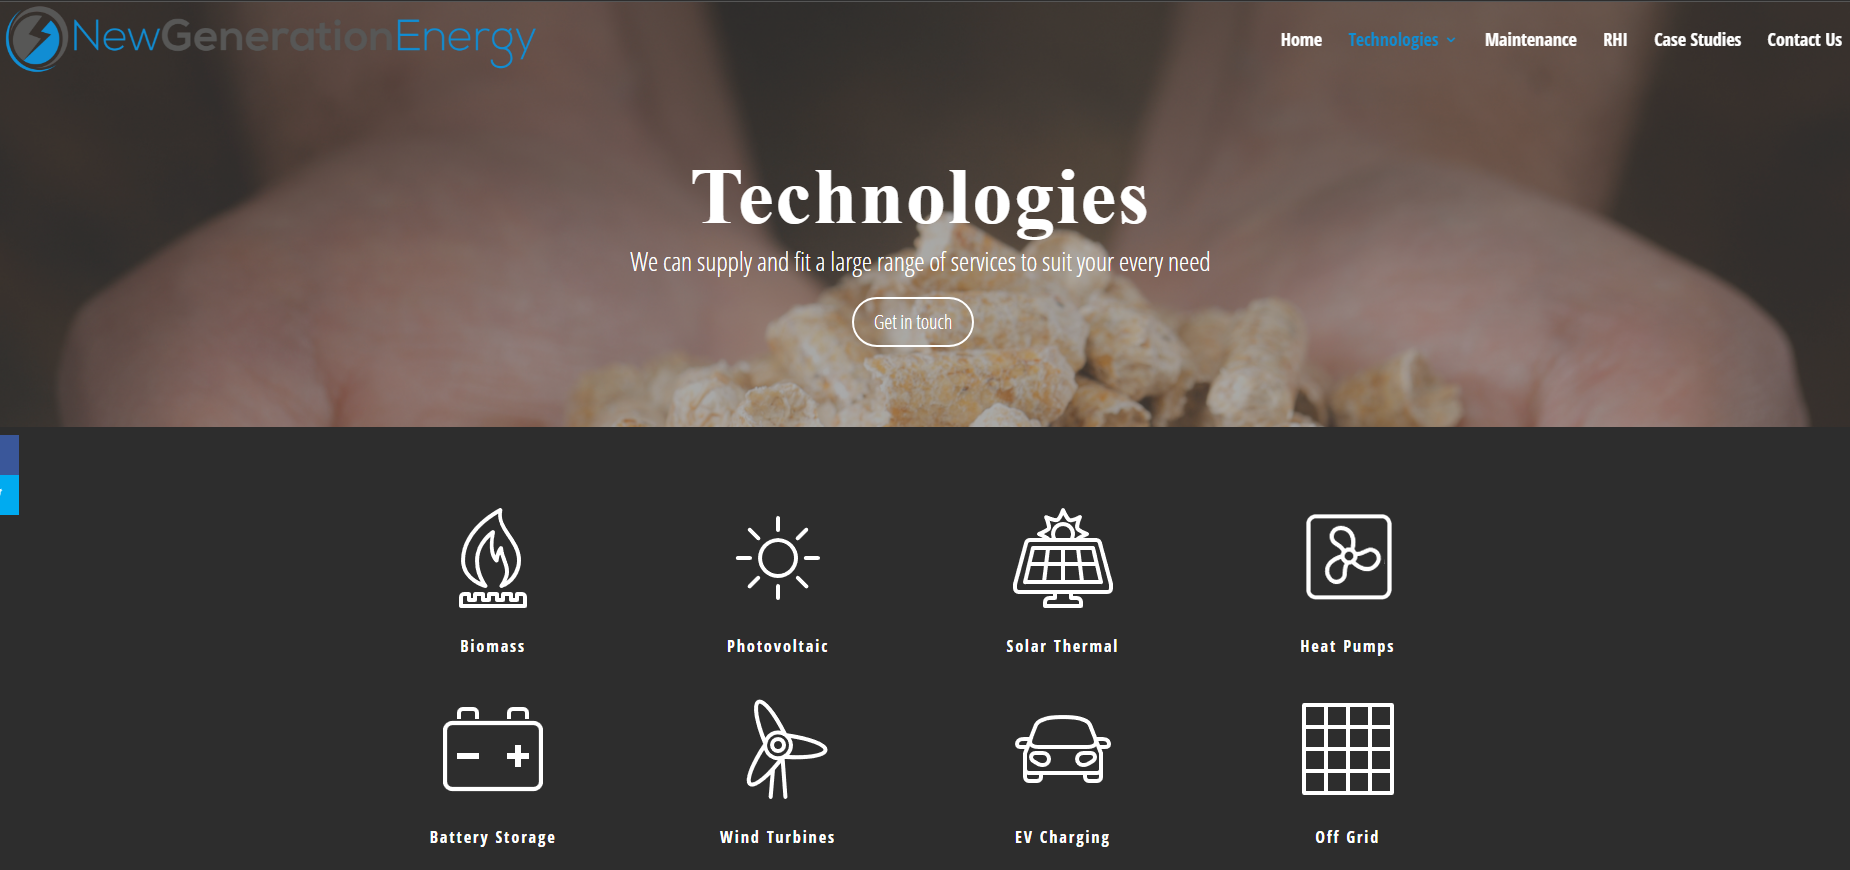 NewGenerationEnergy
Home Technologies Maintenance RHI Case Studies Contact Us
Technologies
We can supply and fit a large range of services to suit your every need
Get in touch
Biomass Photovoltaic Solar Thermal Heat Pumps
Battery Storage Wind Turbines EV Charging Off Grid